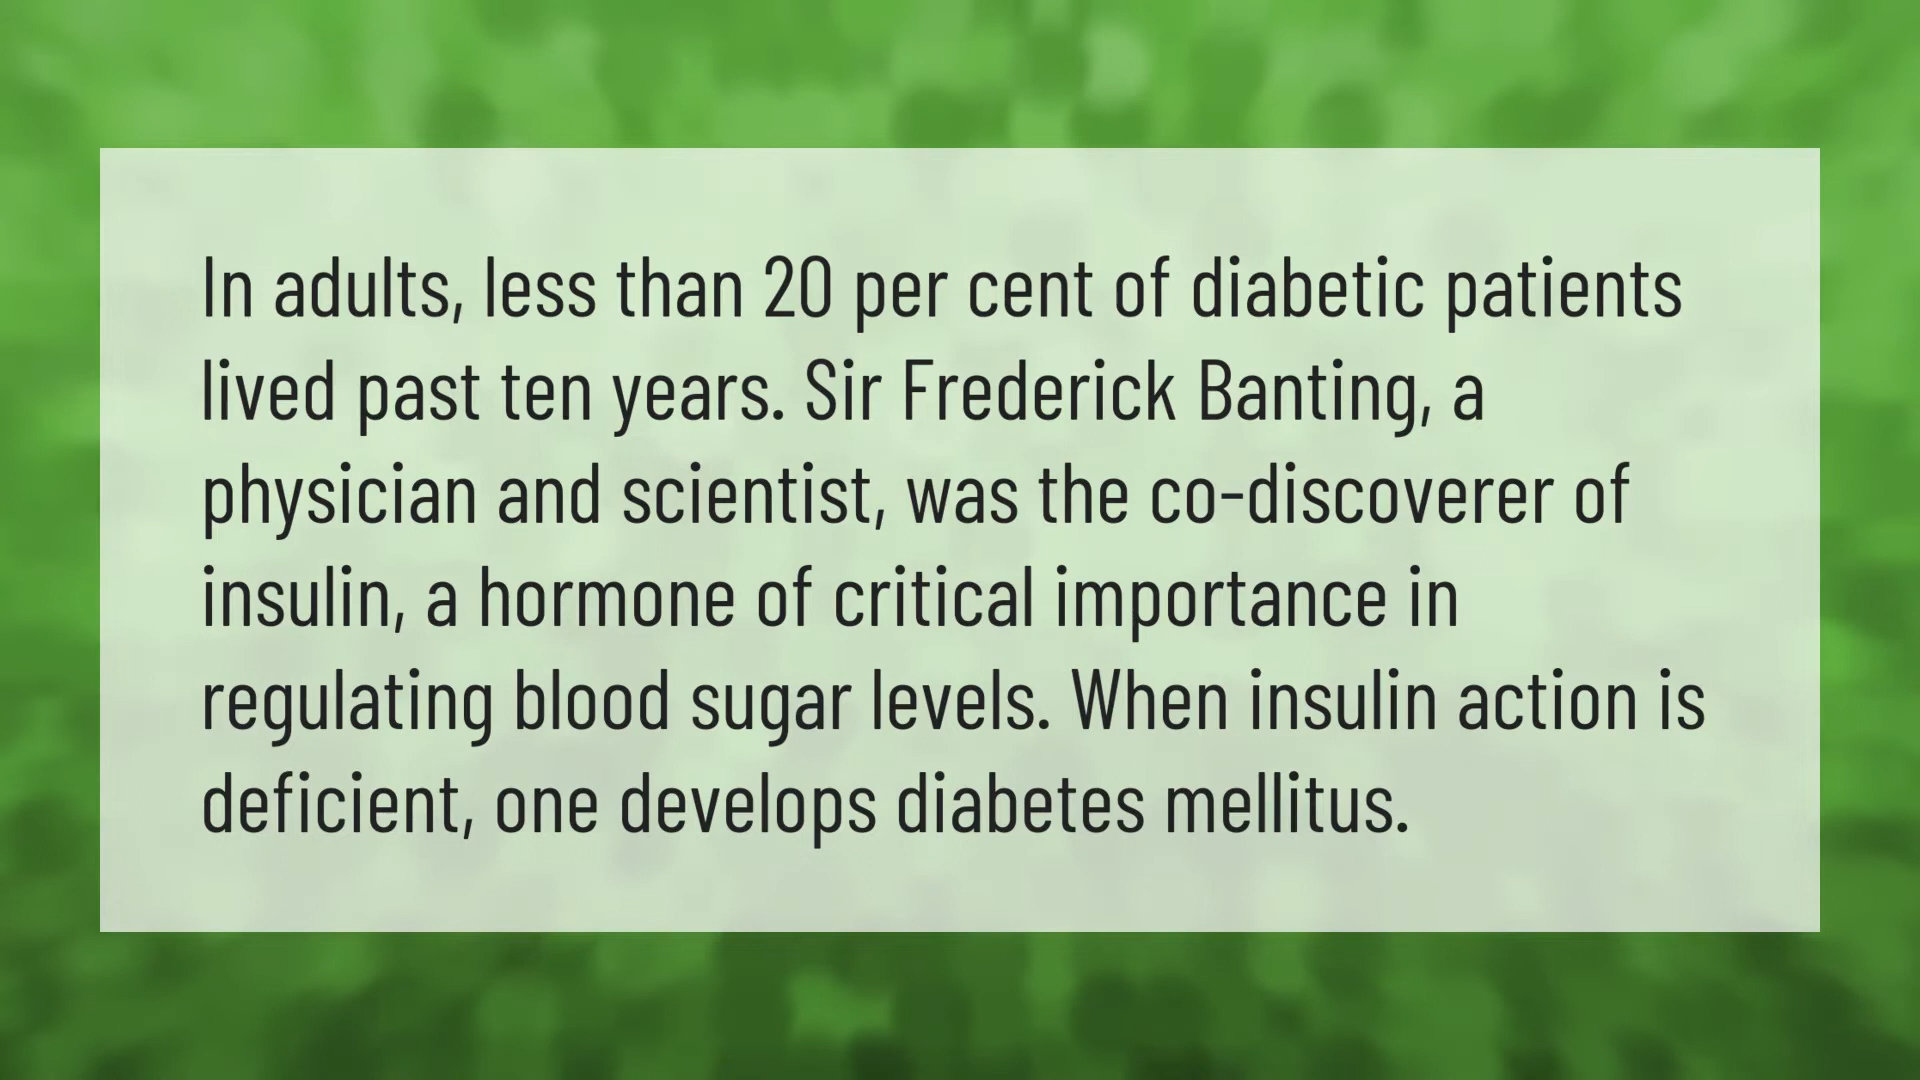 In adults, less than 20 per cent of diabetic patients
lived past ten years. Sir Frederick Banting, a
physician and scientist, was the co-discoverer of
insulin, a hormone of critical importance in
regulating blood sugar levels. When insulin action is
deficient, one develops diabetes mellitus.